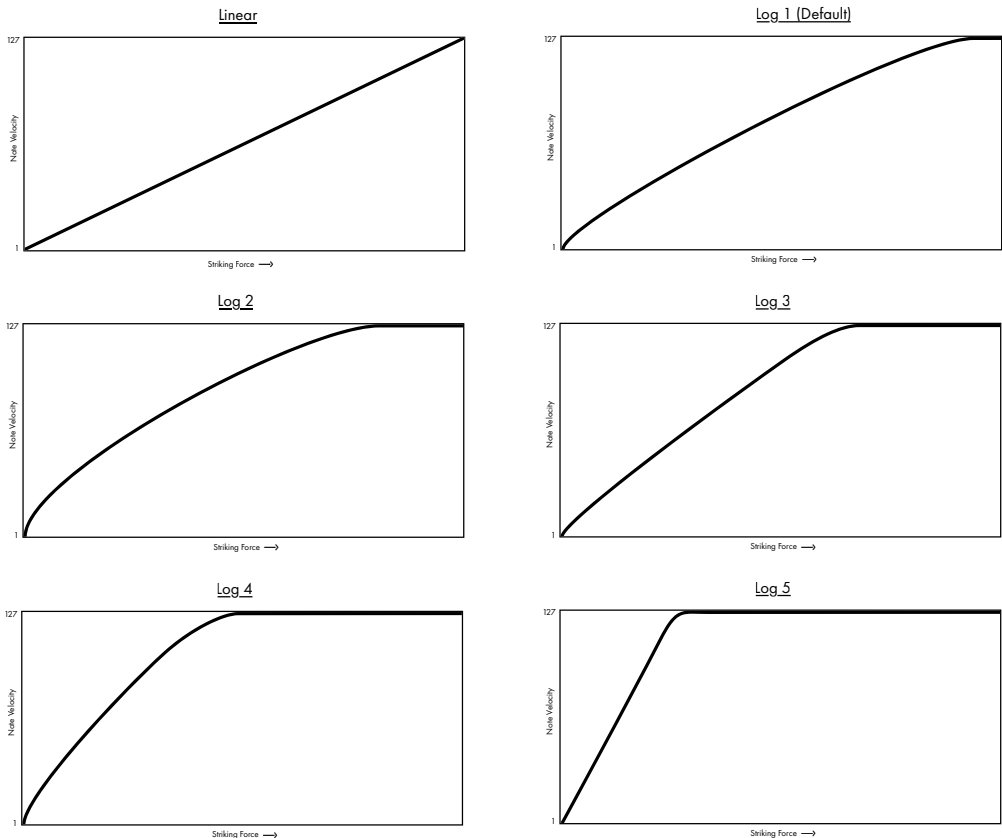 Linear
127
Note Velocity
1
Striking Force →
Log 1 (Default)
127
Note Velocity
1
Striking Force →
Log 2
127
Note Velocity
1
Striking Force →
Log 3
127
Note Velocity
1
Striking Force →
Log 4
127
Note Velocity
1
Striking Force →
Log 5
127
Note Velocity
1
Striking Force →